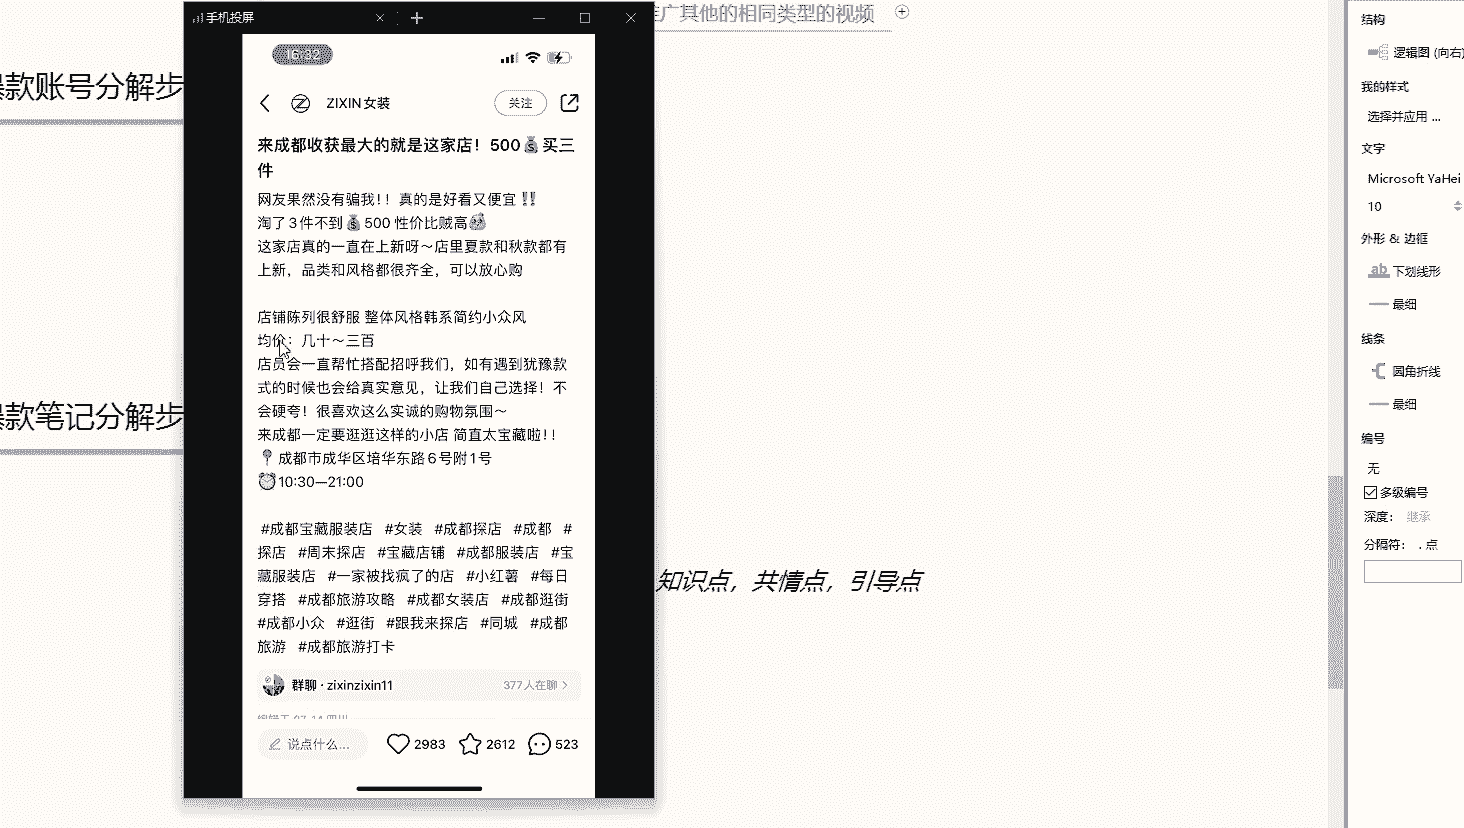 手机投屏
广其他的相同类型的视频
款账号分解步
16:32
ZIXIN女装
关注
来成都收获最大的就是这家店！500💰买三
件
网友果然没有骗我!！真的是好看又便宜‼️
淘了3件不到💰500 性价比贼高
这家店真的一直在上新呀～店里夏款和秋款都有
上新，品类和风格都很齐全，可以放心购
店铺陈列很舒服 整体风格韩系简约小众风
均价：几十～三百
店员会一直帮忙搭配招呼我们，如有遇到犹豫款
式的时候也会给真实意见，让我们自己选择！不
会硬夸！很喜欢这么实诚的购物氛围～
来成都一定要逛逛这样的小店 简直太宝藏啦!！
📍成都市成华区培华东路6号附1号
⏰10:30—21:00
#成都宝藏服装店 #女装 #成都探店 #成都 #
探店 #周末探店 #宝藏店铺 #成都服装店 #宝
藏服装店 #一家被找疯了的店 #小红薯 #每日
穿搭 #成都旅游攻略 #成都女装店 #成都逛街
#成都小众 #逛街 #跟我来探店 #同城 #成都
旅游 #成都旅游打卡
群聊·zixinzixin11
377人在聊 >
说点什么...
2983
2612
523
款笔记分解步
知识点，共情点，引导点
结构
逻辑图 (向右)
我的样式
选择并应用 ...
文字
Microsoft YaHei
10
外形 & 边框
ab 下划线形
最细
线条
圆角折线
最细
编号
无
多级编号
深度： 继承
分隔符： . 点